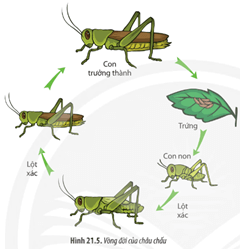 Con
trưởng thành
Trứng
Con non
Lột
xác
Lột
xác
Hình 21.5. Vòng đời của châu chấu